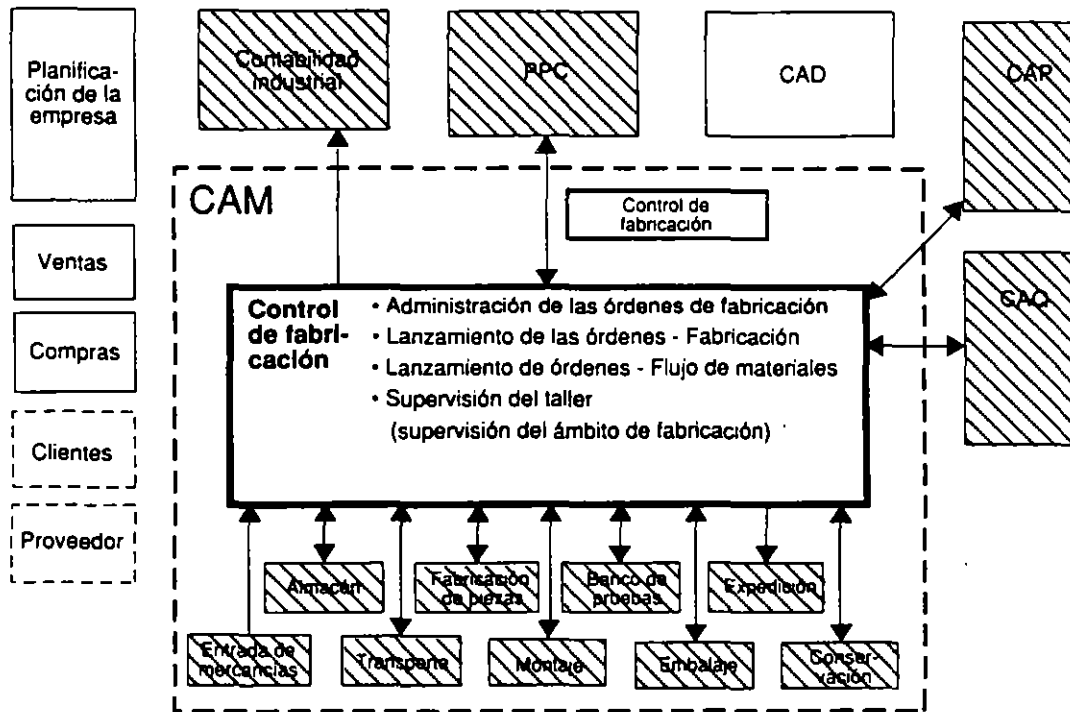 Planifica-
ción de la
empresa
Contabilidad
industrial
PPC
CAD
CAP
CAM
Control de
fabricación
Ventas
Compras
Clientes
Proveedor
CAQ
Control
de fabri-
cación
• Administración de las órdenes de fabricación
• Lanzamiento de las órdenes - Fabricación
• Lanzamiento de órdenes - Flujo de materiales
• Supervisión del taller
(supervisión del ámbito de fabricación)
Almacén
Fabricación
de piezas
Banco de
pruebas
Expedición
Entrada de
mercancías
Transporte
Montaje
Embalaje
Conser-
vación